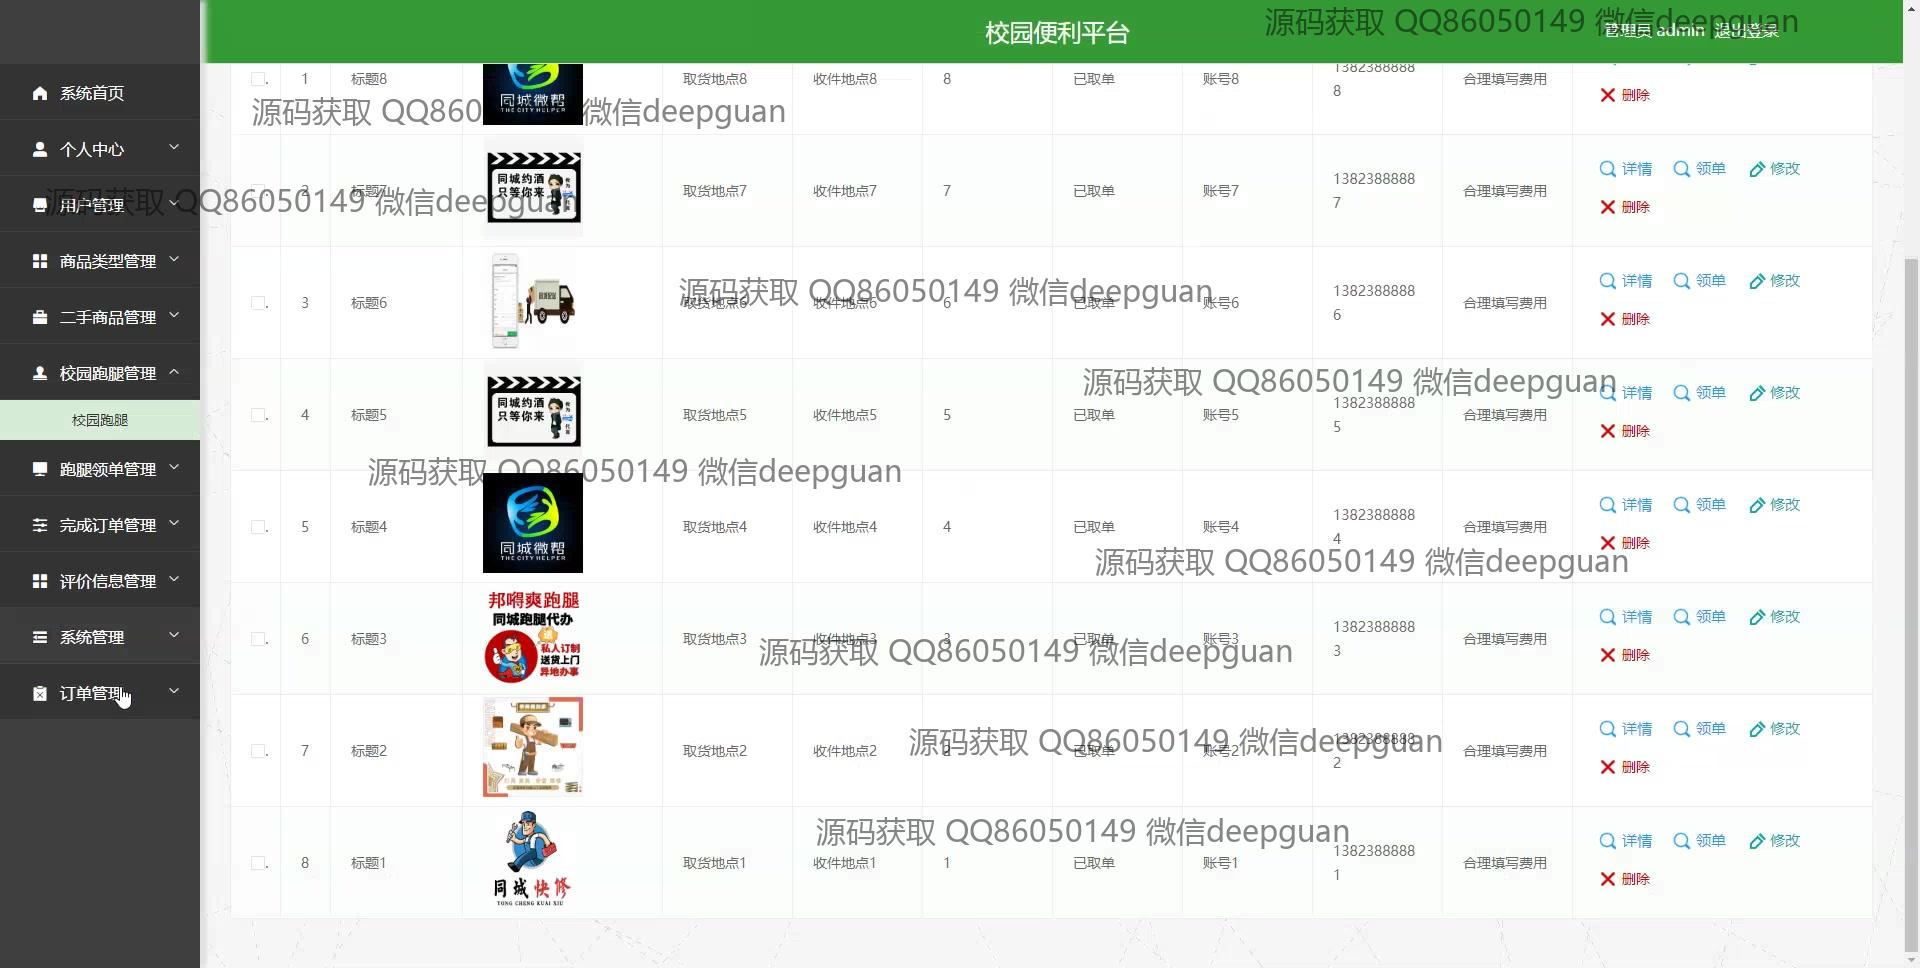 校园便利平台
管理员 admin 退出登录
源码获取 QQ86050149 微信deepguan
系统首页
个人中心
用户管理
商品类型管理
二手商品管理
校园跑腿管理
校园跑腿
跑腿领单管理
完成订单管理
评价信息管理
系统管理
订单管理
1 标题8 取货地点8 收件地点8 8 已取单 账号8 1382388888 合理填写费用
8 删除
同城微帮
THE CITY HELPER
源码获取 QQ860 微信deepguan
2 标题7 取货地点7 收件地点7 7 已取单 账号7 1382388888 合理填写费用 详情 领单 修改
7 删除
同城约酒
只等你来
源码获取 QQ86050149 微信deepguan
3 标题6 取货地点6 收件地点6 6 已取单 账号6 1382388888 合理填写费用 详情 领单 修改
6 删除
源码获取 QQ86050149 微信deepguan
4 标题5 取货地点5 收件地点5 5 已取单 账号5 1382388888 合理填写费用 详情 领单 修改
5 删除
同城约酒
只等你来
源码获取 QQ86050149 微信deepguan
源码获取 QQ86050149 微信deepguan
5 标题4 取货地点4 收件地点4 4 已取单 账号4 1382388888 合理填写费用 详情 领单 修改
4 删除
同城微帮
THE CITY HELPER
源码获取 QQ86050149 微信deepguan
6 标题3 取货地点3 收件地点3 3 已取单 账号3 1382388888 合理填写费用 详情 领单 修改
3 删除
邦嘚爽跑腿
同城跑腿代办
私人订制
送货上门
异地办事
源码获取 QQ86050149 微信deepguan
7 标题2 取货地点2 收件地点2 2 已取单 账号2 1382388888 合理填写费用 详情 领单 修改
2 删除
源码获取 QQ86050149 微信deepguan
8 标题1 取货地点1 收件地点1 1 已取单 账号1 1382388888 合理填写费用 详情 领单 修改
1 删除
同城快修
TONG CHENG KUAI XIU
源码获取 QQ86050149 微信deepguan